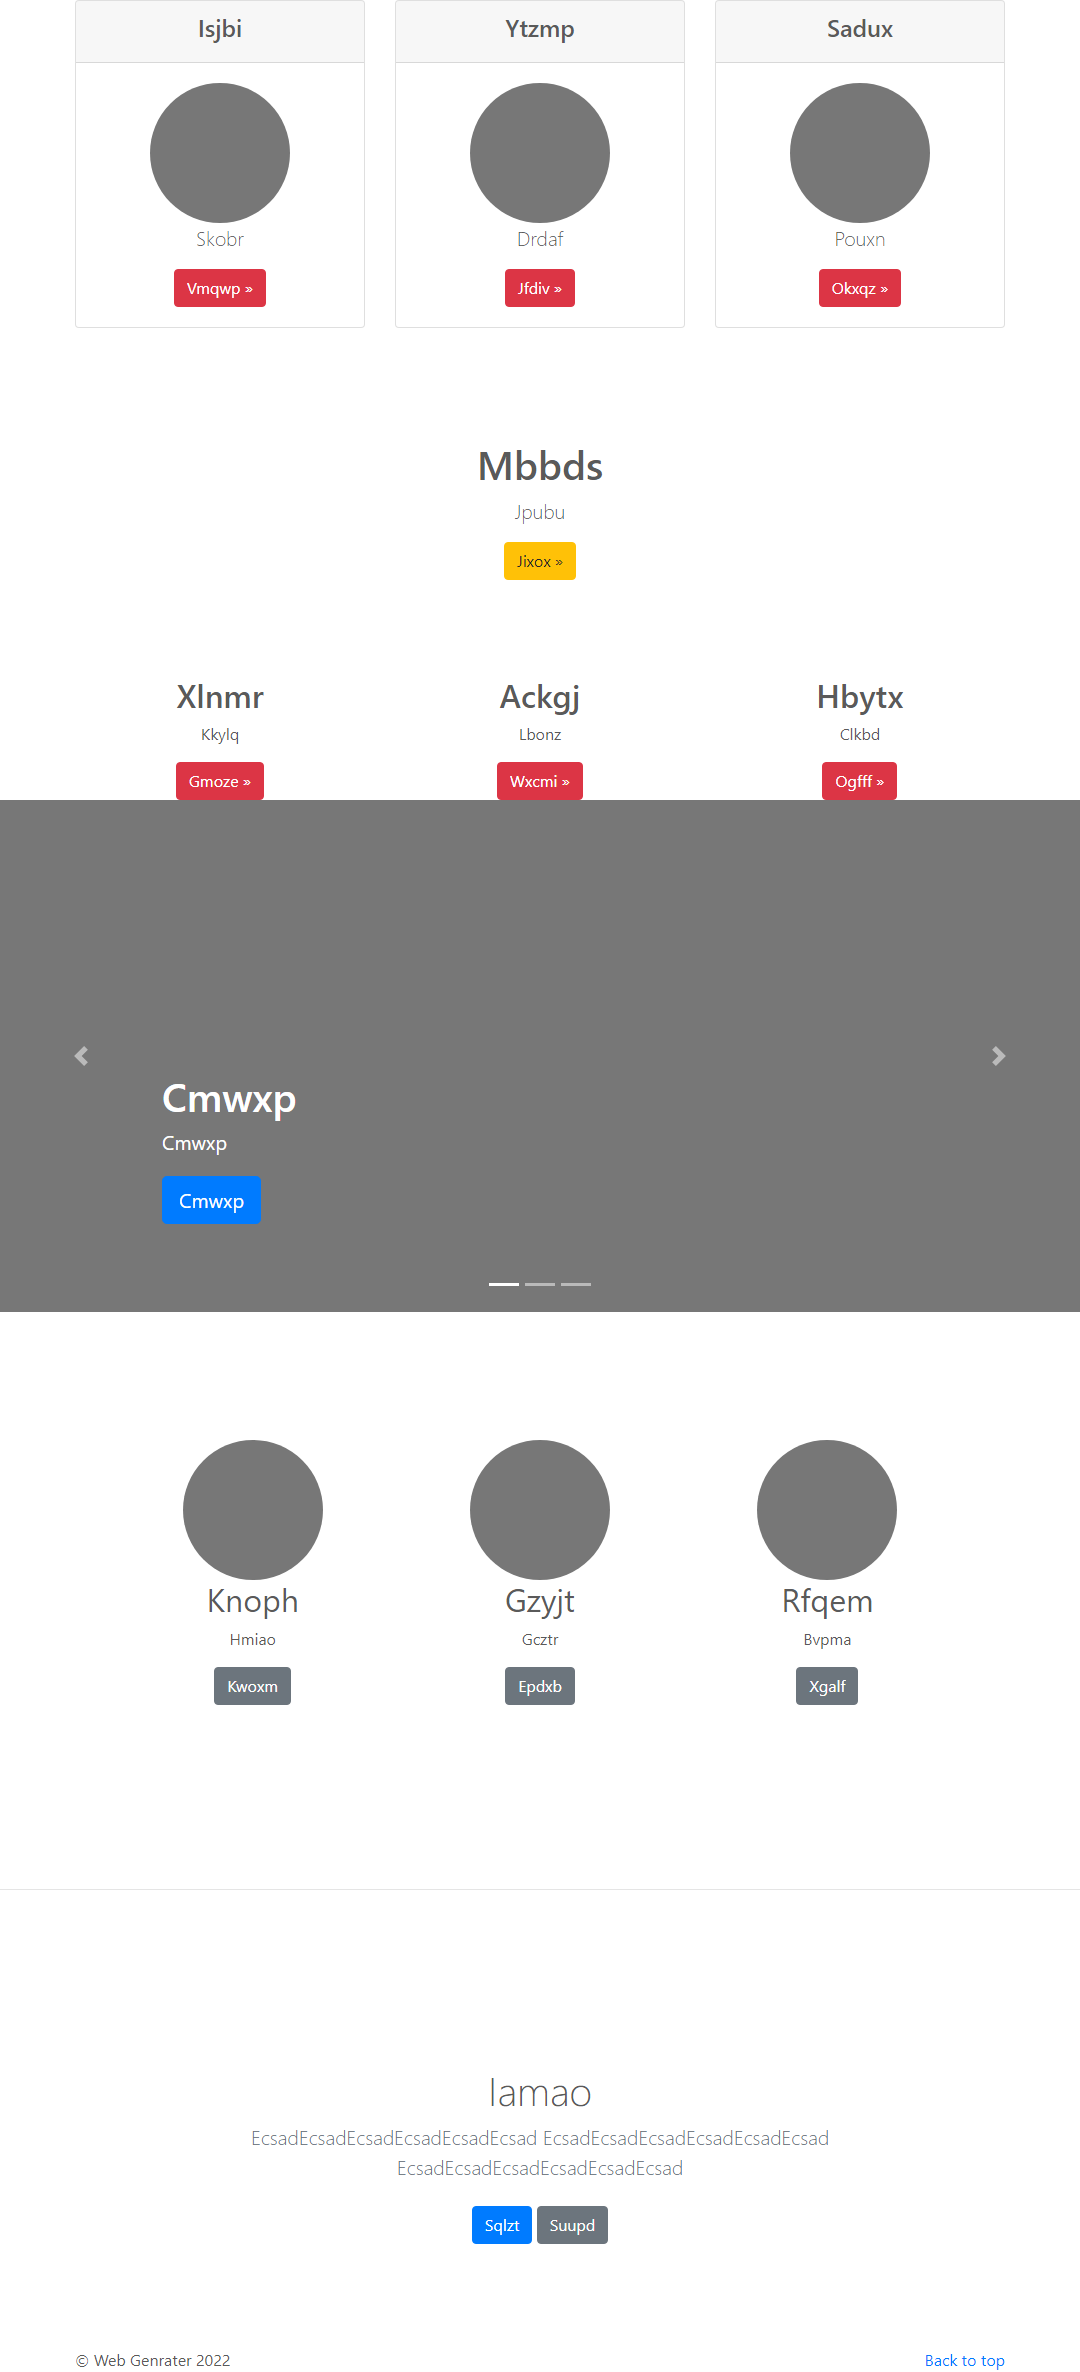 Isjbi
Ytzmp
Sadux
Skobr
Drdaf
Pouxn
Vmqwp »
Jfdiv »
Okxqz »
Mbbds
Jpubu
Jixox »
Xlnmr
Ackgj
Hbytx
Kkylq
Lbonz
Clkbd
Gmoze »
Wxcmi »
Ogfff »
Cmwxp
Cmwxp
Cmwxp
Knoph
Gzyjt
Rfqem
Hmiao
Gcztr
Bvpma
Kwoxm
Epdxb
Xgalf
Iamao
EcsadEcsadEcsadEcsadEcsadEcsad EcsadEcsadEcsadEcsadEcsadEcsad
EcsadEcsadEcsadEcsadEcsadEcsad
Sqlzt
Suupd
© Web Genrater 2022
Back to top